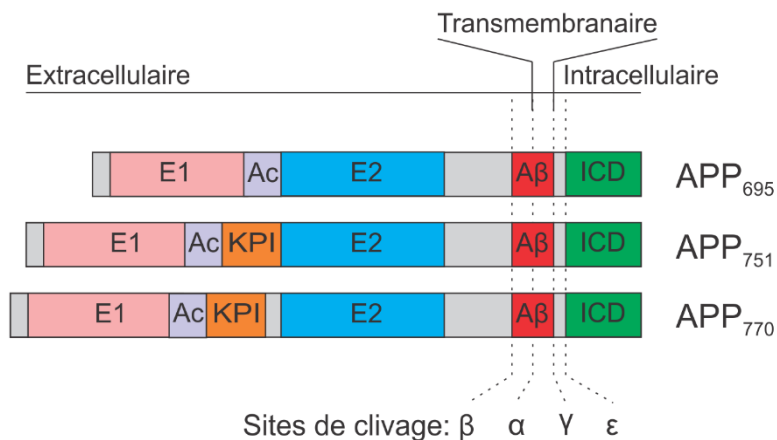 Transmembranaire
Extracellulaire Intracellulaire
E1 Ac E2 Aβ ICD APP695
E1 Ac KPI E2 Aβ ICD APP751
E1 Ac KPI E2 Aβ ICD APP770
Sites de clivage: β α γ ε